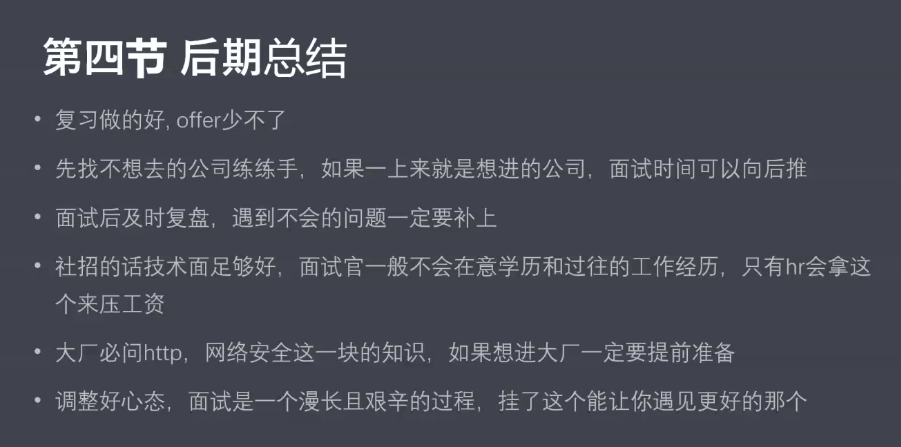 第四节 后期总结
• 复习做的好, offer少不了
• 先找不想去的公司练练手，如果一上来就是想进的公司，面试时间可以向后推
• 面试后及时复盘，遇到不会的问题一定要补上
• 社招的话技术面足够好，面试官一般不会在意学历和过往的工作经历，只有hr会拿这
个来压工资
• 大厂必问http，网络安全这一块的知识，如果想进大厂一定要提前准备
• 调整好心态，面试是一个漫长且艰辛的过程，挂了这个能让你遇见更好的那个